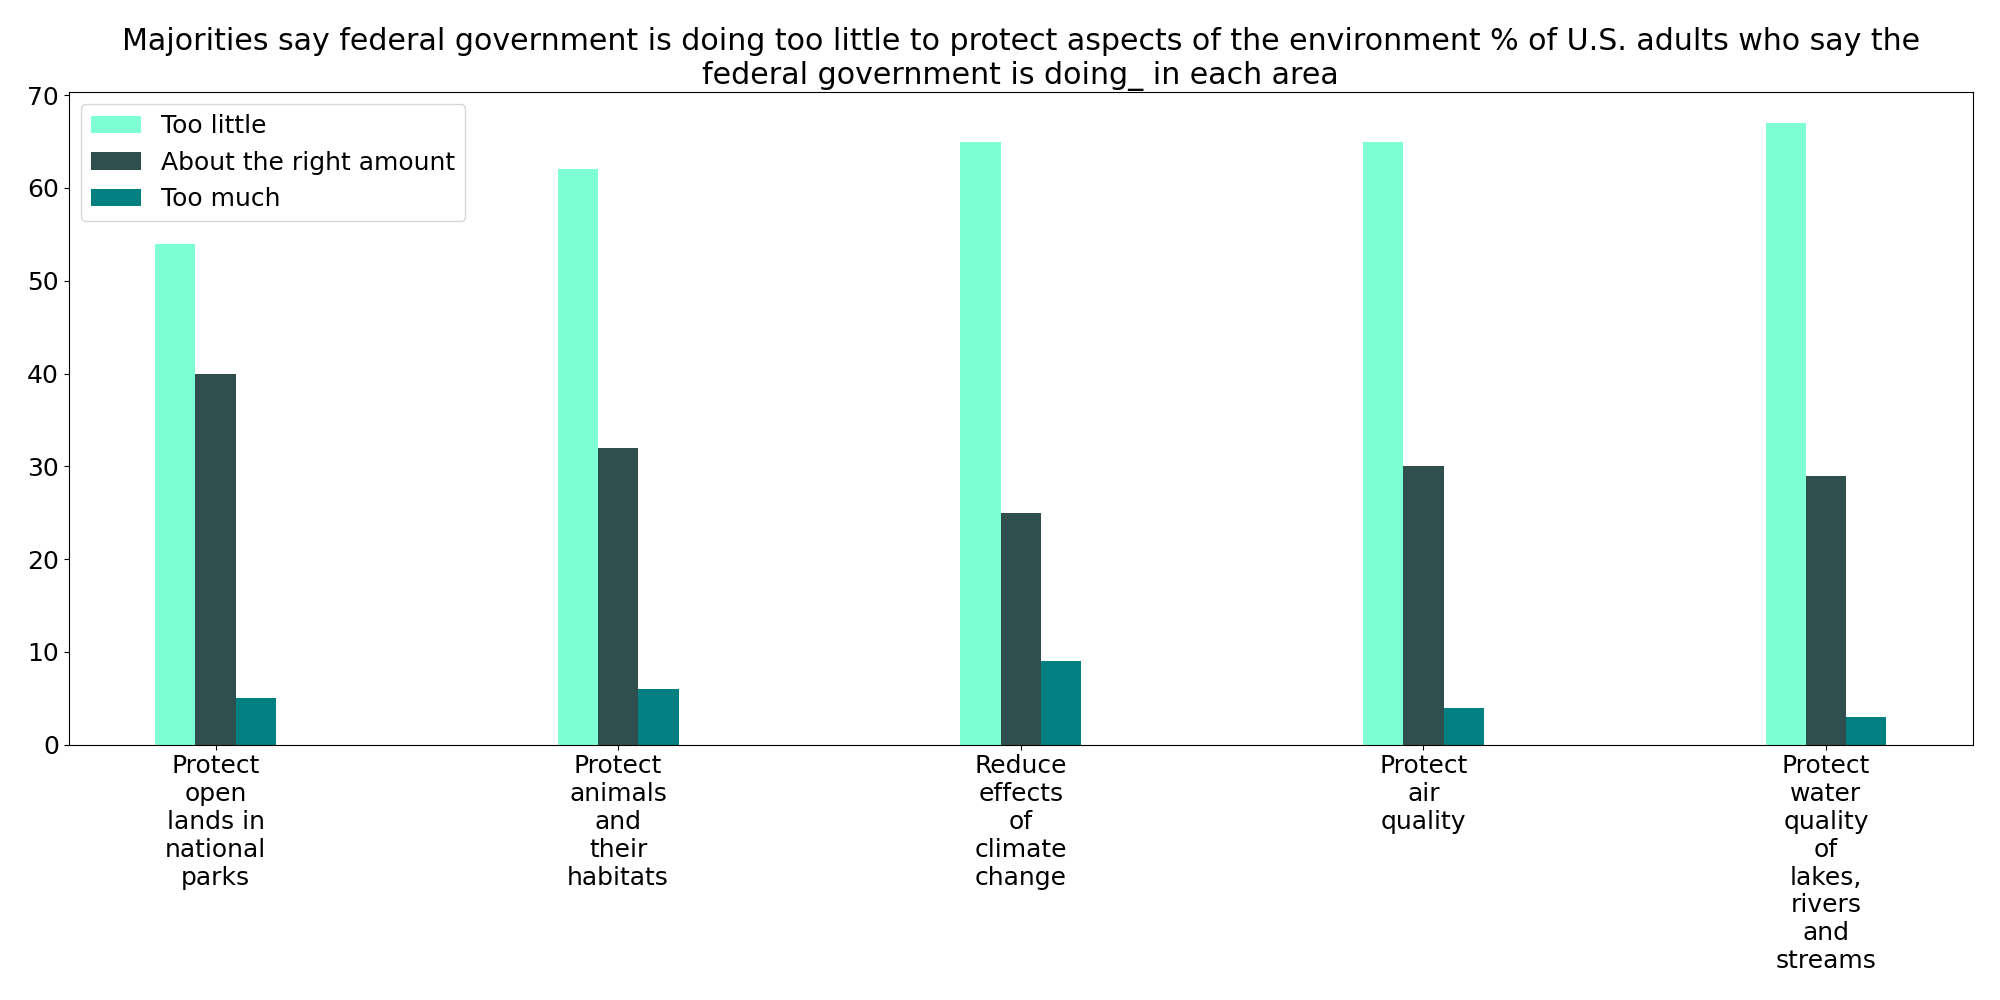 Majorities say federal government is doing too little to protect aspects of the environment % of U.S. adults who say the
federal government is doing_ in each area
70
60
50
40
30
20
10
0
Too little
About the right amount
Too much
Protect
open
lands in
national
parks
Protect
animals
and
their
habitats
Reduce
effects
of
climate
change
Protect
air
quality
Protect
water
quality
of
lakes,
rivers
and
streams